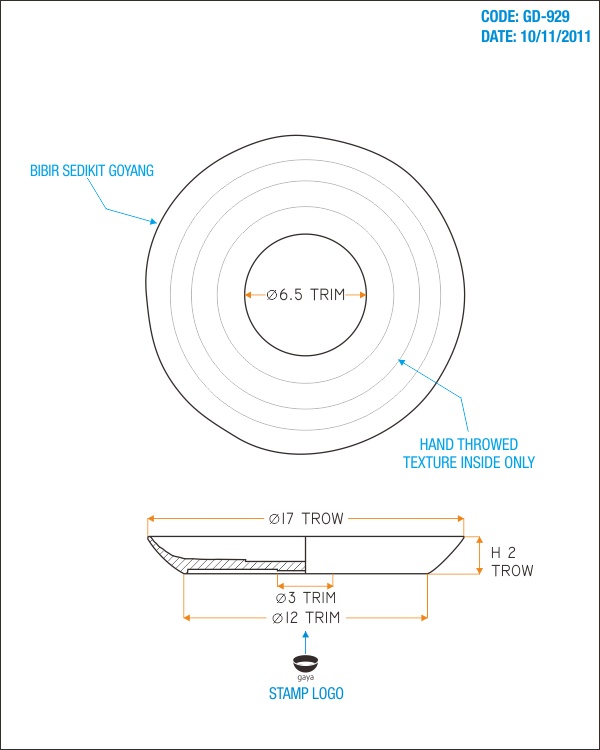 CODE: GD-929
DATE: 10/11/2011
BIBIR SEDIKIT GOYANG
Ø6.5 TRIM
HAND THROWED
TEXTURE INSIDE ONLY
Ø17 TROW
H 2
TROW
Ø3 TRIM
Ø12 TRIM
gaya
STAMP LOGO